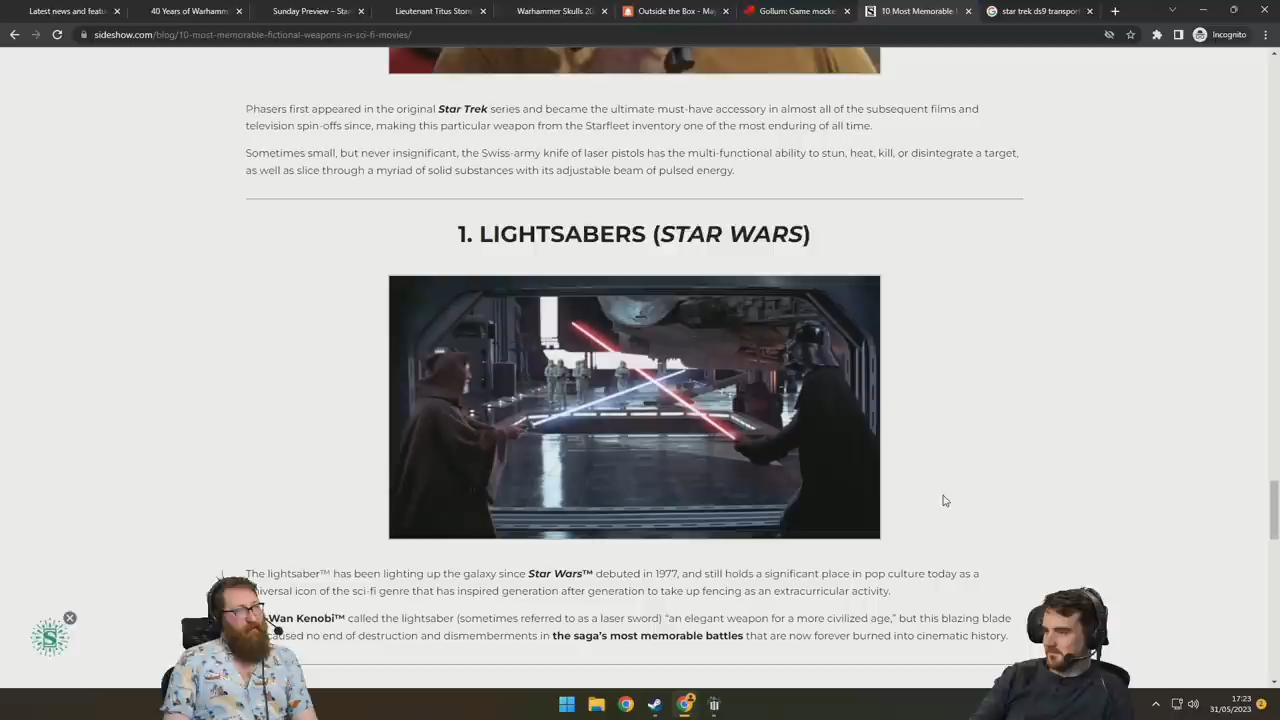 Latest news and featu
40 Years of Warhamm
Sunday Preview – Sta
Lieutenant Titus Store
Warhammer Skulls 20
Outside the Box – May
Gollum: Game mocke
10 Most Memorable F
star trek ds9 transport
sideshow.com/blog/10-most-memorable-fictional-weapons-in-sci-fi-movies/
Incognito
Phasers first appeared in the original Star Trek series and became the ultimate must-have accessory in almost all of the subsequent films and
television spin-offs since, making this particular weapon from the Starfleet inventory one of the most enduring of all time.
Sometimes small, but never insignificant, the Swiss-army knife of laser pistols has the multi-functional ability to stun, heat, kill, or disintegrate a target,
as well as slice through a myriad of solid substances with its adjustable beam of pulsed energy.
1. LIGHTSABERS (STAR WARS)
The lightsaber™ has been lighting up the galaxy since Star Wars™ debuted in 1977, and still holds a significant place in pop culture today as a
universal icon of the sci-fi genre that has inspired generation after generation to take up fencing as an extracurricular activity.
Wan Kenobi™ called the lightsaber (sometimes referred to as a laser sword) “an elegant weapon for a more civilized age,” but this blazing blade
caused no end of destruction and dismemberments in the saga’s most memorable battles that are now forever burned into cinematic history.
S
17:23
31/05/2023